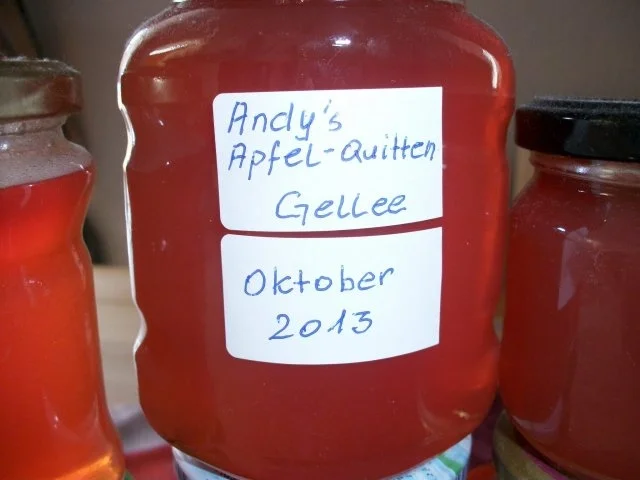 Andy's
Apfel-Quitten
Gellee
Oktober
2013